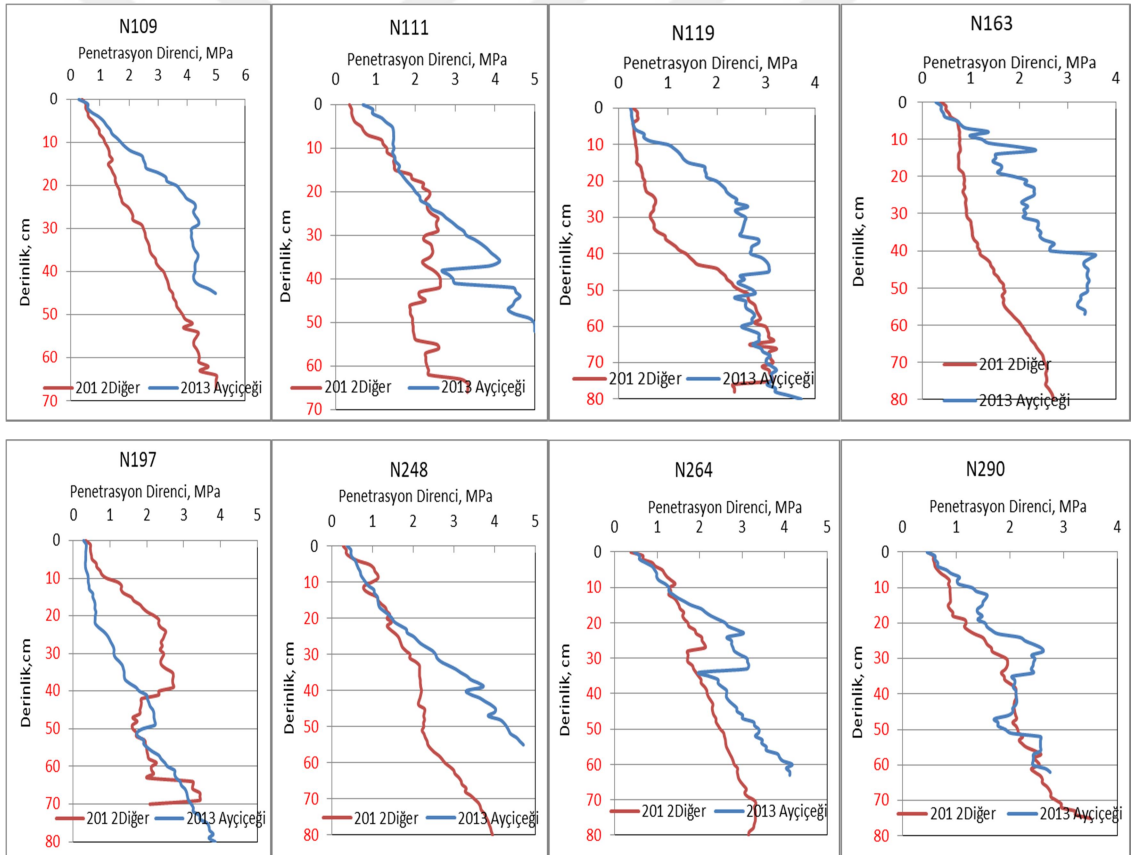 N109
Penetrasyon Direnci, MPa
0 1 2 3 4 5 6
0
10
20
30
40
50
60
70
Derinlik, cm
201 2Diğer 2013 Ayçiçeği
N111
Penetrasyon Direnci, MPa
0 1 2 3 4 5
0
10
20
30
40
50
60
70
Derinlik, cm
201 2Diğer 2013 Ayçiçeği
N119
Penetrasyon Direnci, MPa
0 1 2 3 4
0
10
20
30
40
50
60
70
80
Deerinlik, cm
201 2Diğer 2013 Ayçiçeği
N163
Penetrasyon Direnci, MPa
0 1 2 3 4
0
10
20
30
40
50
60
70
80
Derinlik, cm
201 2Diğer
2013 Ayçiçeği
N197
Penetrasyon Direnci, MPa
0 1 2 3 4 5
0
10
20
30
40
50
60
70
80
Derinlik,cm
201 2Diğer 2013 Ayçiçeği
N248
Penetrasyon Direnci, MPa
0 1 2 3 4 5
0
10
20
30
40
50
60
70
80
Derinlik, cm
201 2Diğer 2013 Ayçiçeği
N264
Penetrasyon Direnci, MPa
0 1 2 3 4 5
0
10
20
30
40
50
60
70
80
Derinlik, cm
201 2Diğer 2013 Ayçiçeği
N290
Penetrasyon Direnci, MPa
0 1 2 3 4
0
10
20
30
40
50
60
70
80
Derinlik, cm
201 2Diğer 2013 Ayçiçeği